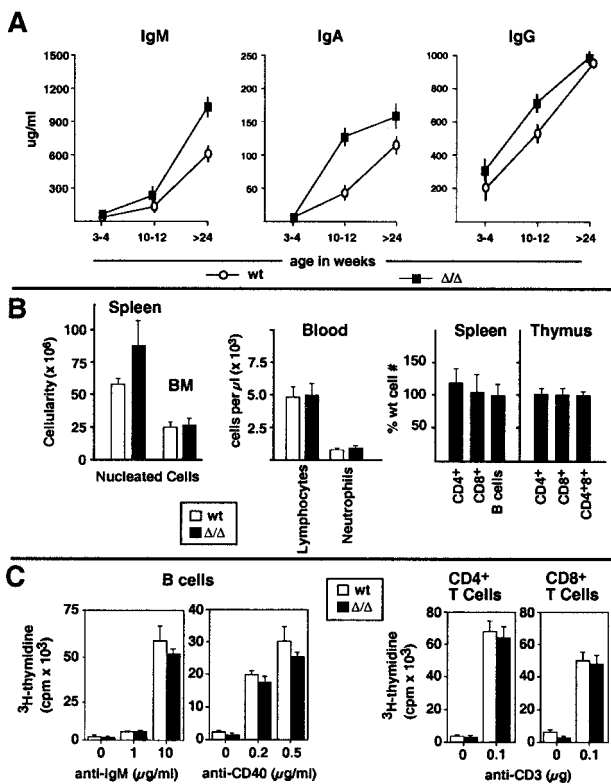 A
IgM
IgA
IgG
ug/ml
1500
1200
900
600
300
250
200
150
100
50
1000
800
600
400
200
3-4
10-12
>24
3-4
10-12
>24
3-4
10-12
>24
age in weeks
wt
Δ/Δ
B
Spleen
BM
Cellularity (x 10⁶)
100
75
50
25
0
Nucleated Cells
wt
Δ/Δ
Blood
cells per µl (x 10³)
7.5
5.0
2.5
0
Lymphocytes
Neutrophils
Spleen
Thymus
% wt cell #
150
100
50
CD4+
CD8+
B cells
CD4+
CD8+
CD4+8+
C
B cells
wt
Δ/Δ
CD4+
T Cells
CD8+
T Cells
³H-thymidine
(cpm x 10³)
75
50
25
0
0
1
10
anti-IgM (µg/ml)
40
30
20
10
0
0
0.2
0.5
anti-CD40 (µg/ml)
³H-thymidine
(cpm x 10³)
80
60
40
20
0
0
0.1
80
60
40
20
0
0
0.1
anti-CD3 (µg)